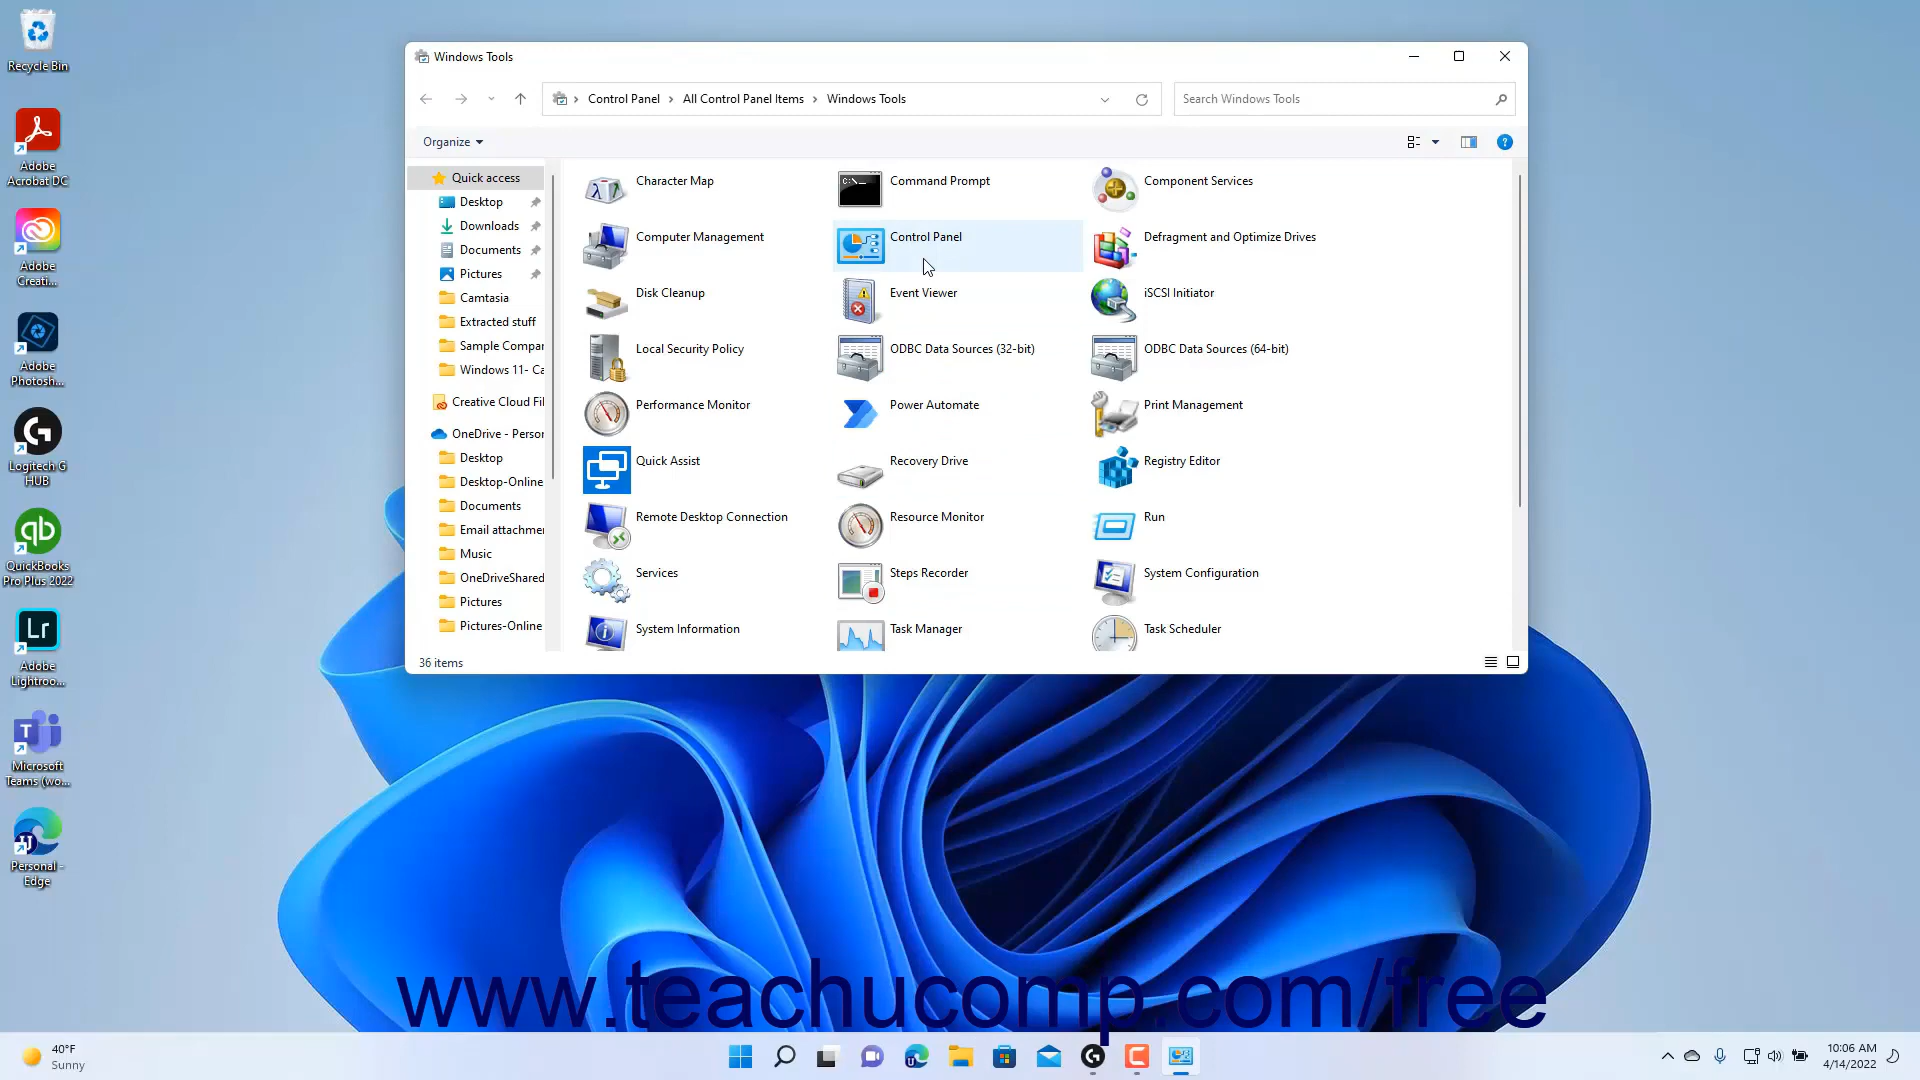 Recycle Bin
Adobe
Acrobat DC
Adobe
Creati...
Adobe
Photosh...
Logitech G
HUB
QuickBooks
Pro Plus 2022
Adobe
Lightroo...
Microsoft
Teams (wo...
Personal -
Edge
Windows Tools
Control Panel > All Control Panel Items > Windows Tools
Search Windows Tools
Organize
Quick access
Desktop
Downloads
Documents
Pictures
Camtasia
Extracted stuff
Sample Compar
Windows 11- Ca
Creative Cloud Fil
OneDrive - Person
Desktop
Desktop-Online
Documents
Email attachmen
Music
OneDriveShared
Pictures
Pictures-Online
Character Map
Command Prompt
Component Services
Computer Management
Control Panel
Defragment and Optimize Drives
Disk Cleanup
Event Viewer
iSCSI Initiator
Local Security Policy
ODBC Data Sources (32-bit)
ODBC Data Sources (64-bit)
Performance Monitor
Power Automate
Print Management
Quick Assist
Recovery Drive
Registry Editor
Remote Desktop Connection
Resource Monitor
Run
Services
Steps Recorder
System Configuration
System Information
Task Manager
Task Scheduler
36 items
www.teachucomp.com/free
40°F
Sunny
10:06 AM
4/14/2022